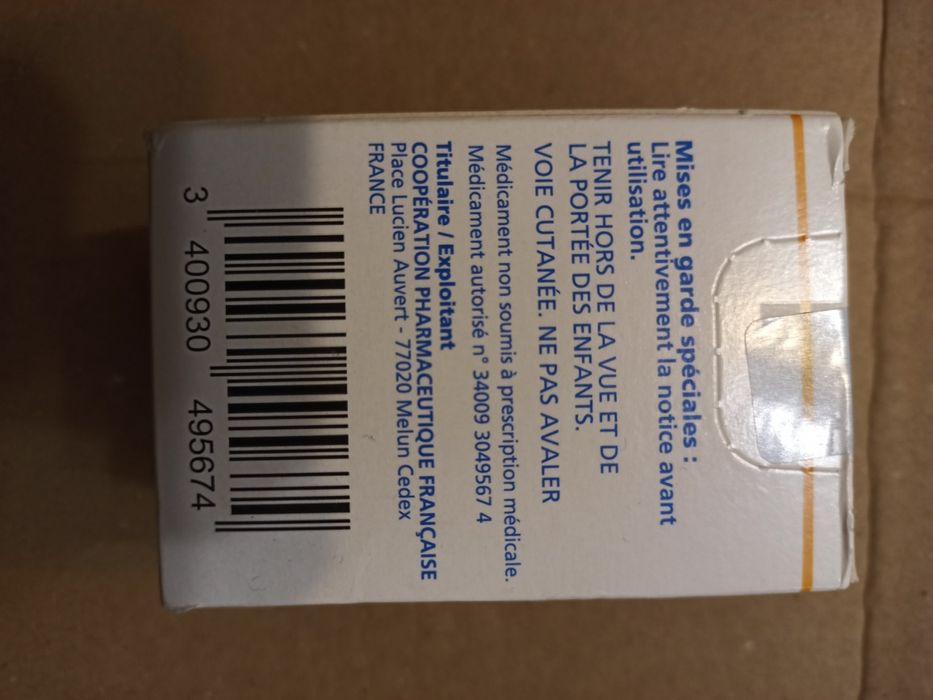 Mises en garde spéciales :
Lire attentivement la notice avant
utilisation.
TENIR HORS DE LA VUE ET DE
LA PORTÉE DES ENFANTS.
VOIE CUTANÉE. NE PAS AVALER
Médicament non soumis à prescription médicale.
Médicament autorisé n° 34009 3049567 4
Titulaire / Exploitant
COOPÉRATION PHARMACEUTIQUE FRANÇAISE
Place Lucien Auvert - 77020 Melun Cedex
FRANCE
3 400930 495674